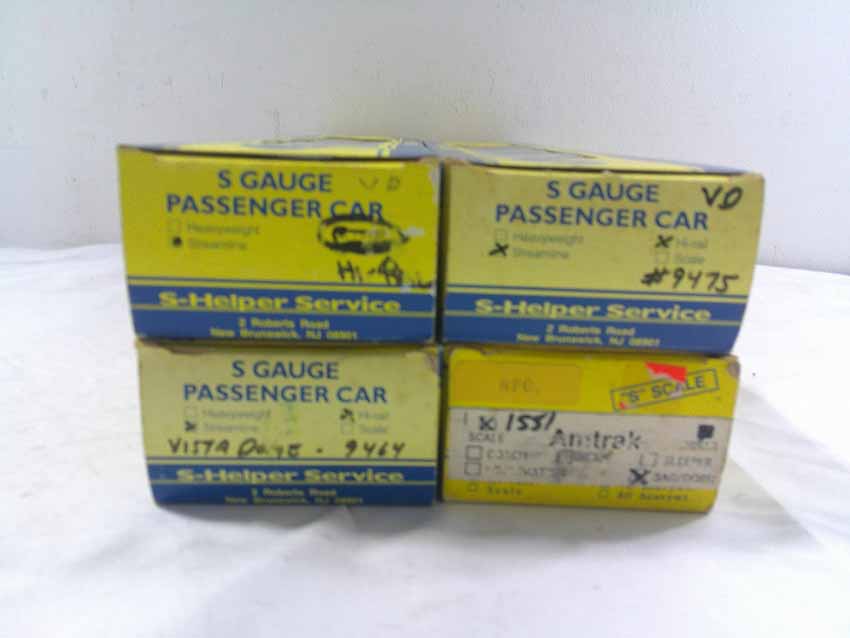 S GAUGE VD
PASSENGER CAR
Heavyweight
Streamline
Hi-Rail
S-Helper Service
2 Roberts Road
New Brunswick, NJ 08901
S GAUGE VD
PASSENGER CAR
Heavyweight Hi-rail
Streamline Scale
#9475
S-Helper Service
2 Roberts Road
New Brunswick, NJ 08901
S GAUGE
PASSENGER CAR
Heavyweight Hi-rail
Streamline Scale
VISTA DOME - 9464
S-Helper Service
2 Roberts Road
New Brunswick, NJ 08901
"S" SCALE
1551
SCALE Amtrak
SLEEPER
Scale